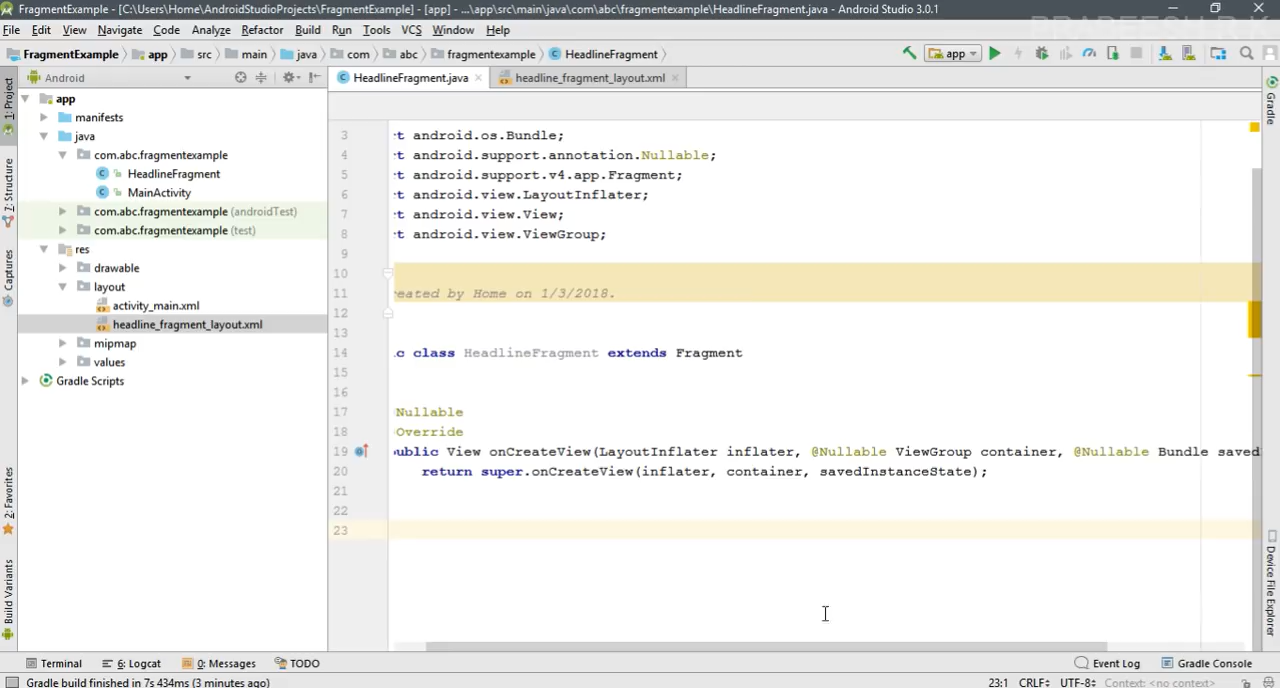 FragmentExample - [C:\Users\Home\AndroidStudioProjects\FragmentExample] - [app] - ...\app\src\main\java\com\abc\fragmentexample\HeadlineFragment.java - Android Studio 3.0.1
File Edit View Navigate Code Analyze Refactor Build Run Tools VCS Window Help
FragmentExample app src main java com abc fragmentexample HeadlineFragment app
Android HeadlineFragment.java headline_fragment_layout.xml
1: Project
Z: Structure
Captures
2: Favorites
Build Variants
app
manifests
java
com.abc.fragmentexample
HeadlineFragment
MainActivity
com.abc.fragmentexample (androidTest)
com.abc.fragmentexample (test)
res
drawable
layout
activity_main.xml
headline_fragment_layout.xml
mipmap
values
Gradle Scripts
3 t android.os.Bundle;
4 t android.support.annotation.Nullable;
5 t android.support.v4.app.Fragment;
6 t android.view.LayoutInflater;
7 t android.view.View;
8 t android.view.ViewGroup;
9
10
11 reated by Home on 1/3/2018.
12
13
14 c class HeadlineFragment extends Fragment
15
16
17 Nullable
18 Override
19 ublic View onCreateView(LayoutInflater inflater, @Nullable ViewGroup container, @Nullable Bundle saved
20 return super.onCreateView(inflater, container, savedInstanceState);
21
22
23
Gradle
Device File Explorer
Terminal 6: Logcat 0: Messages TODO Event Log Gradle Console
Gradle build finished in 7s 434ms (3 minutes ago) 23:1 CRLF÷ UTF-8÷ Context: <no context>